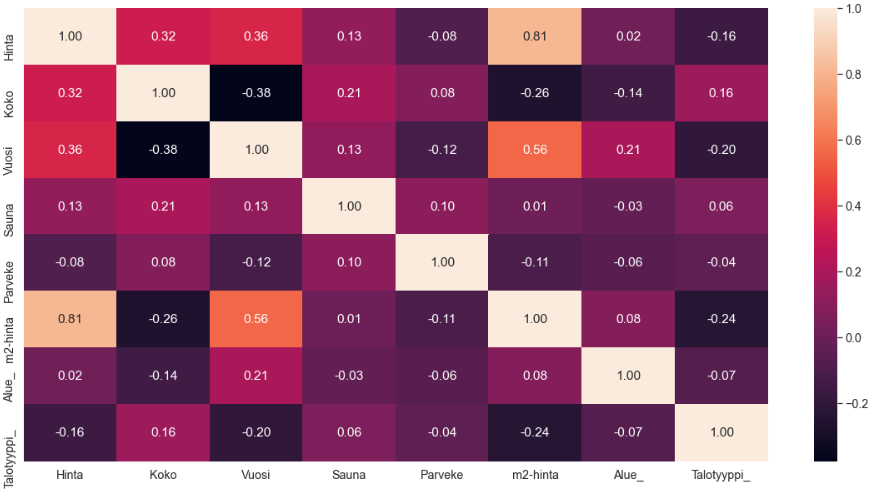 Hinta 1.00 0.32 0.36 0.13 -0.08 0.81 0.02 -0.16
Koko 0.32 1.00 -0.38 0.21 0.08 -0.26 -0.14 0.16
Vuosi 0.36 -0.38 1.00 0.13 -0.12 0.56 0.21 -0.20
Sauna 0.13 0.21 0.13 1.00 0.10 0.01 -0.03 0.06
Parveke -0.08 0.08 -0.12 0.10 1.00 -0.11 -0.06 -0.04
m2-hinta 0.81 -0.26 0.56 0.01 -0.11 1.00 0.08 -0.24
Alue_ 0.02 -0.14 0.21 -0.03 -0.06 0.08 1.00 -0.07
Talotyyppi_ -0.16 0.16 -0.20 0.06 -0.04 -0.24 -0.07 1.00
Hinta Koko Vuosi Sauna Parveke m2-hinta Alue_ Talotyyppi_
1.0
0.8
0.6
0.4
0.2
0.0
-0.2